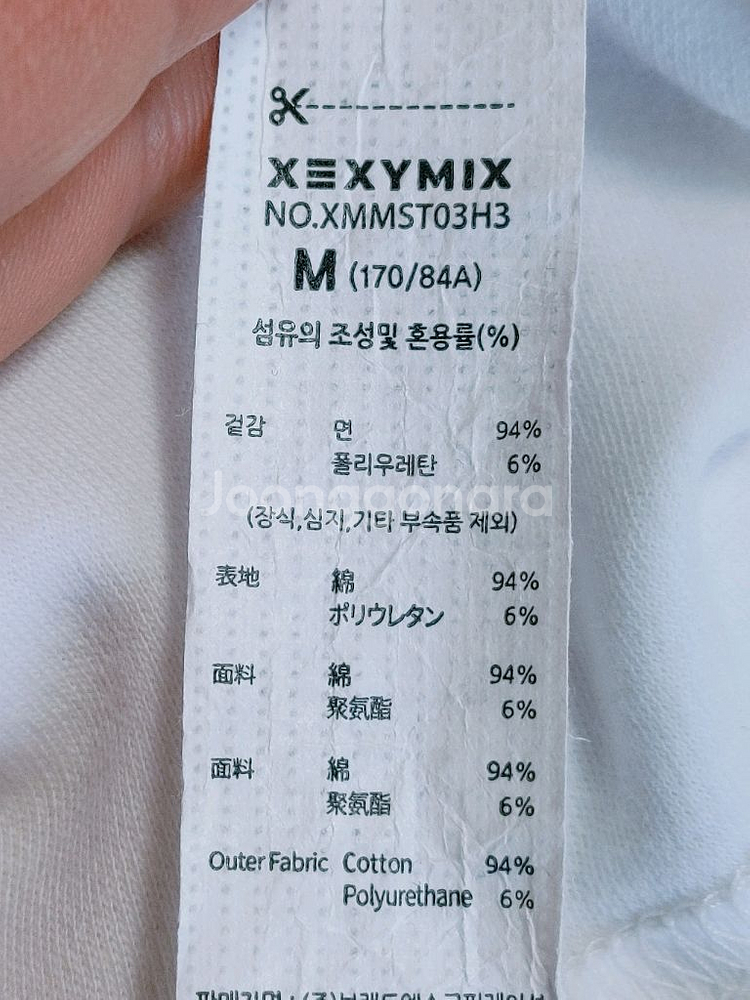 XEXYMIX
NO.XMMST03H3
M (170/84A)
섬유의 조성및 혼용률(%)
겉감 면 94%
폴리우레탄 6%
Joonggonara
(장식,심지,기타 부속품 제외)
表地 綿 94%
ポリウレタン 6%
面料 綿 94%
聚氨酯 6%
面料 綿 94%
聚氨酯 6%
Outer Fabric Cotton 94%
Polyurethane 6%